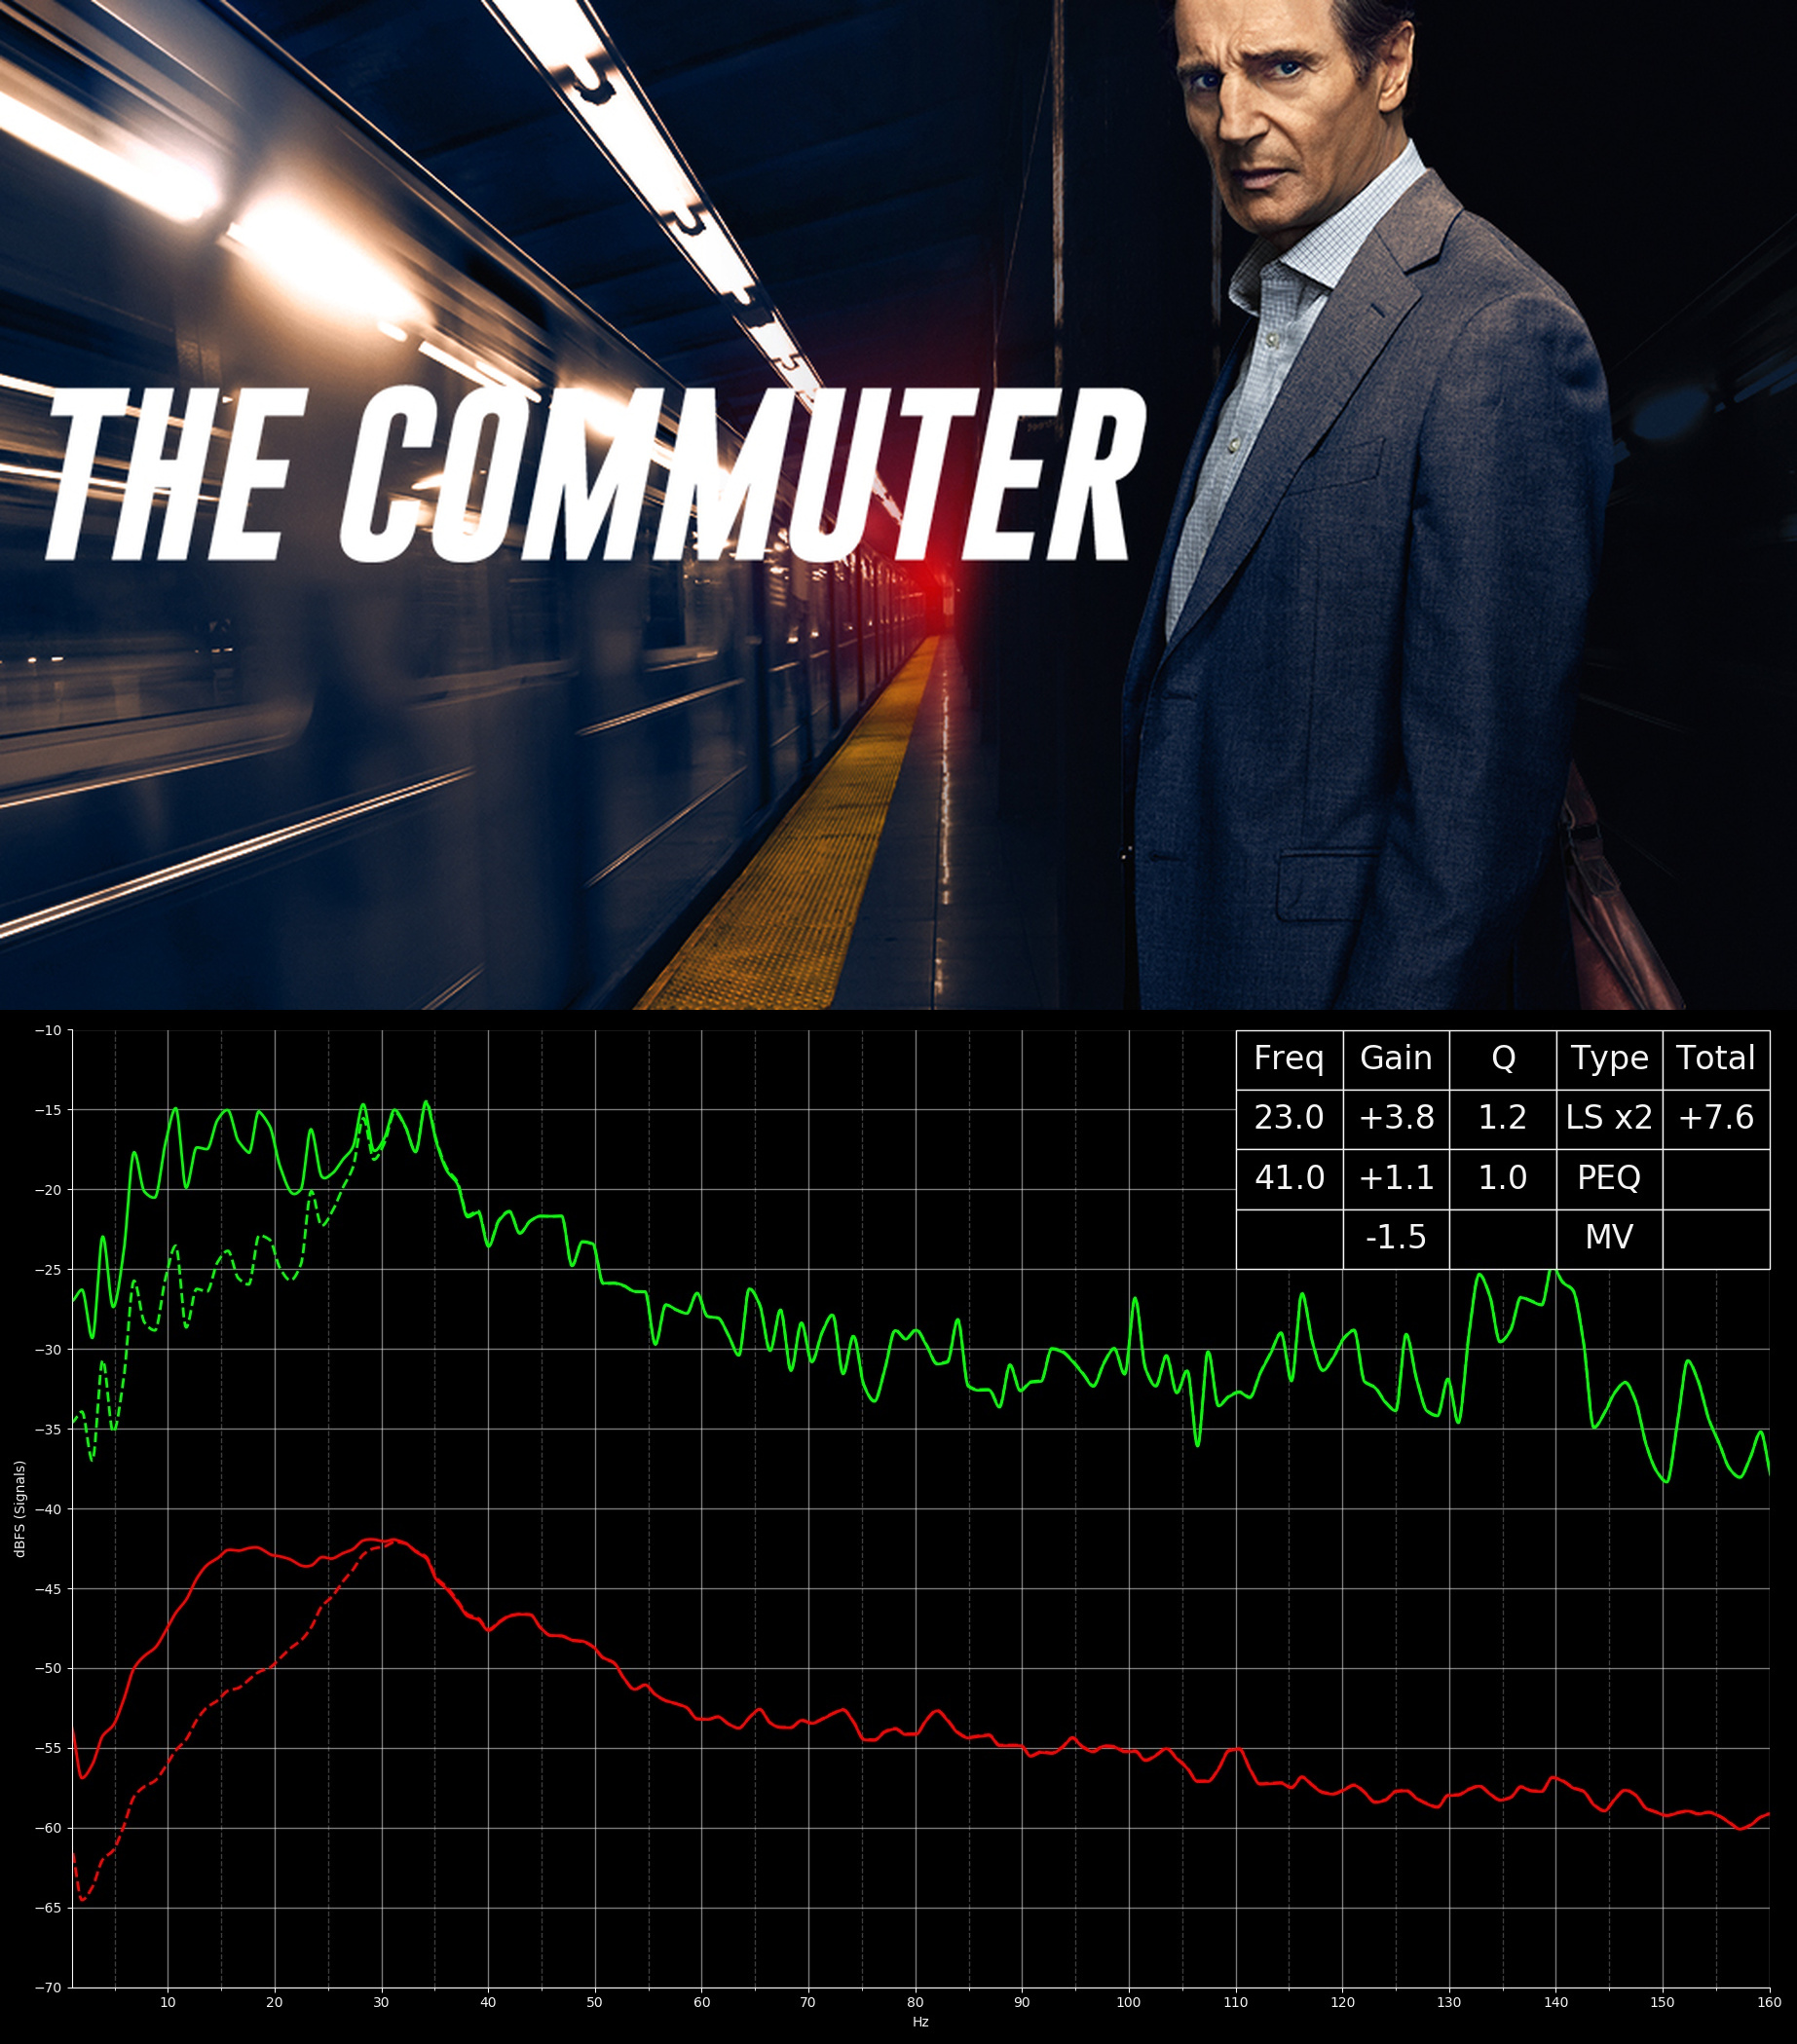 THE COMMUTER
Freq Gain Q Type Total
23.0 +3.8 1.2 LS x2 +7.6
41.0 +1.1 1.0 PEQ
-1.5 MV
−10
−15
−20
−25
−30
−35
−40
−45
−50
−55
−60
−65
−70
dBFS (Signals)
10 20 30 40 50 60 70 80 90 100 110 120 130 140 150 160
Hz